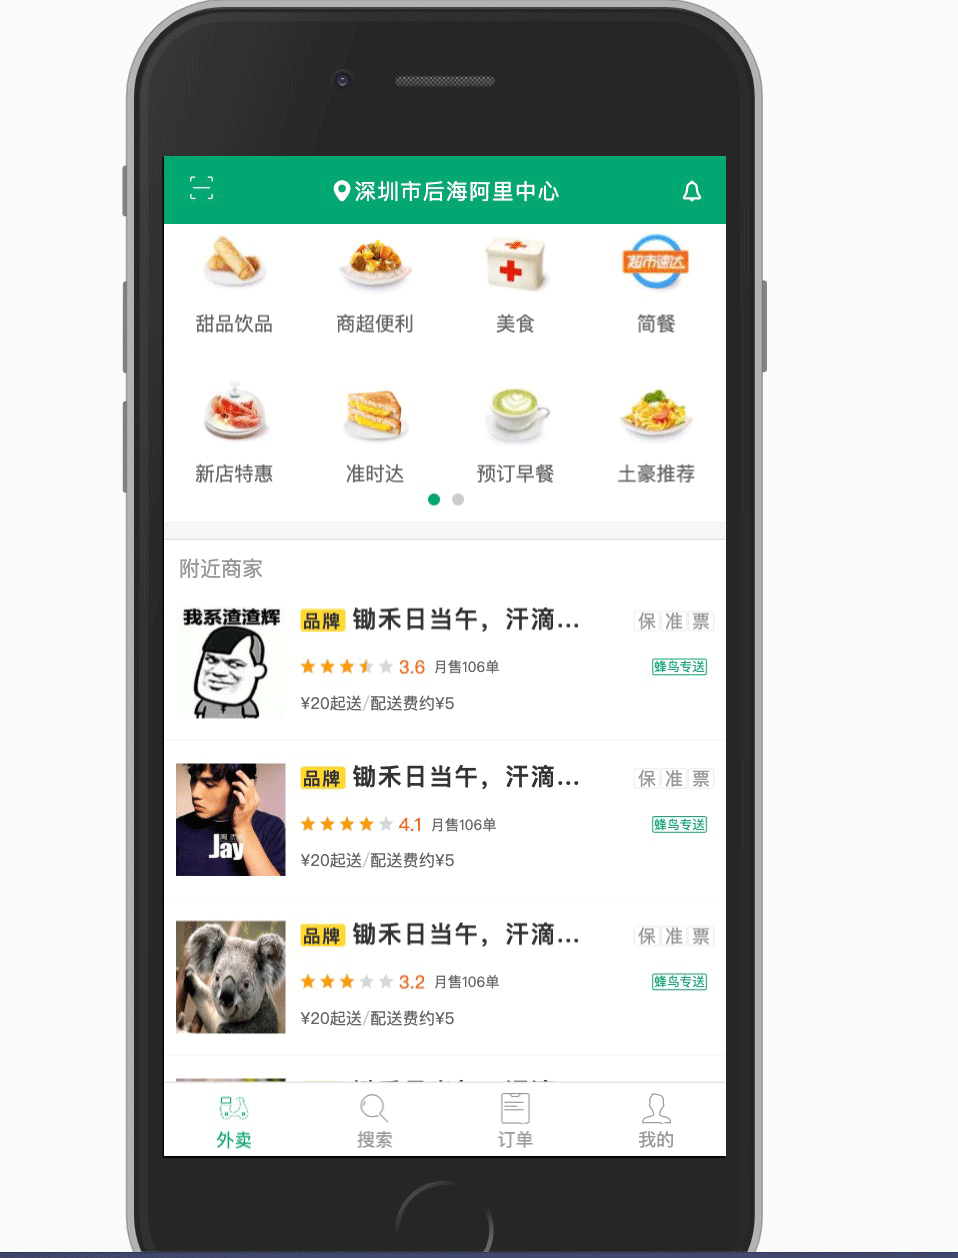 深圳市后海阿里中心
超市速达
甜品饮品 商超便利 美食 简餐
新店特惠 准时达 预订早餐 土豪推荐
附近商家
我系渣渣辉
品牌 锄禾日当午，汗滴... 保 准 票
3.6 月售106单 蜂鸟专送
¥20起送/配送费约¥5
品牌 锄禾日当午，汗滴... 保 准 票
Jay
4.1 月售106单 蜂鸟专送
¥20起送/配送费约¥5
品牌 锄禾日当午，汗滴... 保 准 票
3.2 月售106单 蜂鸟专送
¥20起送/配送费约¥5
外卖 搜索 订单 我的